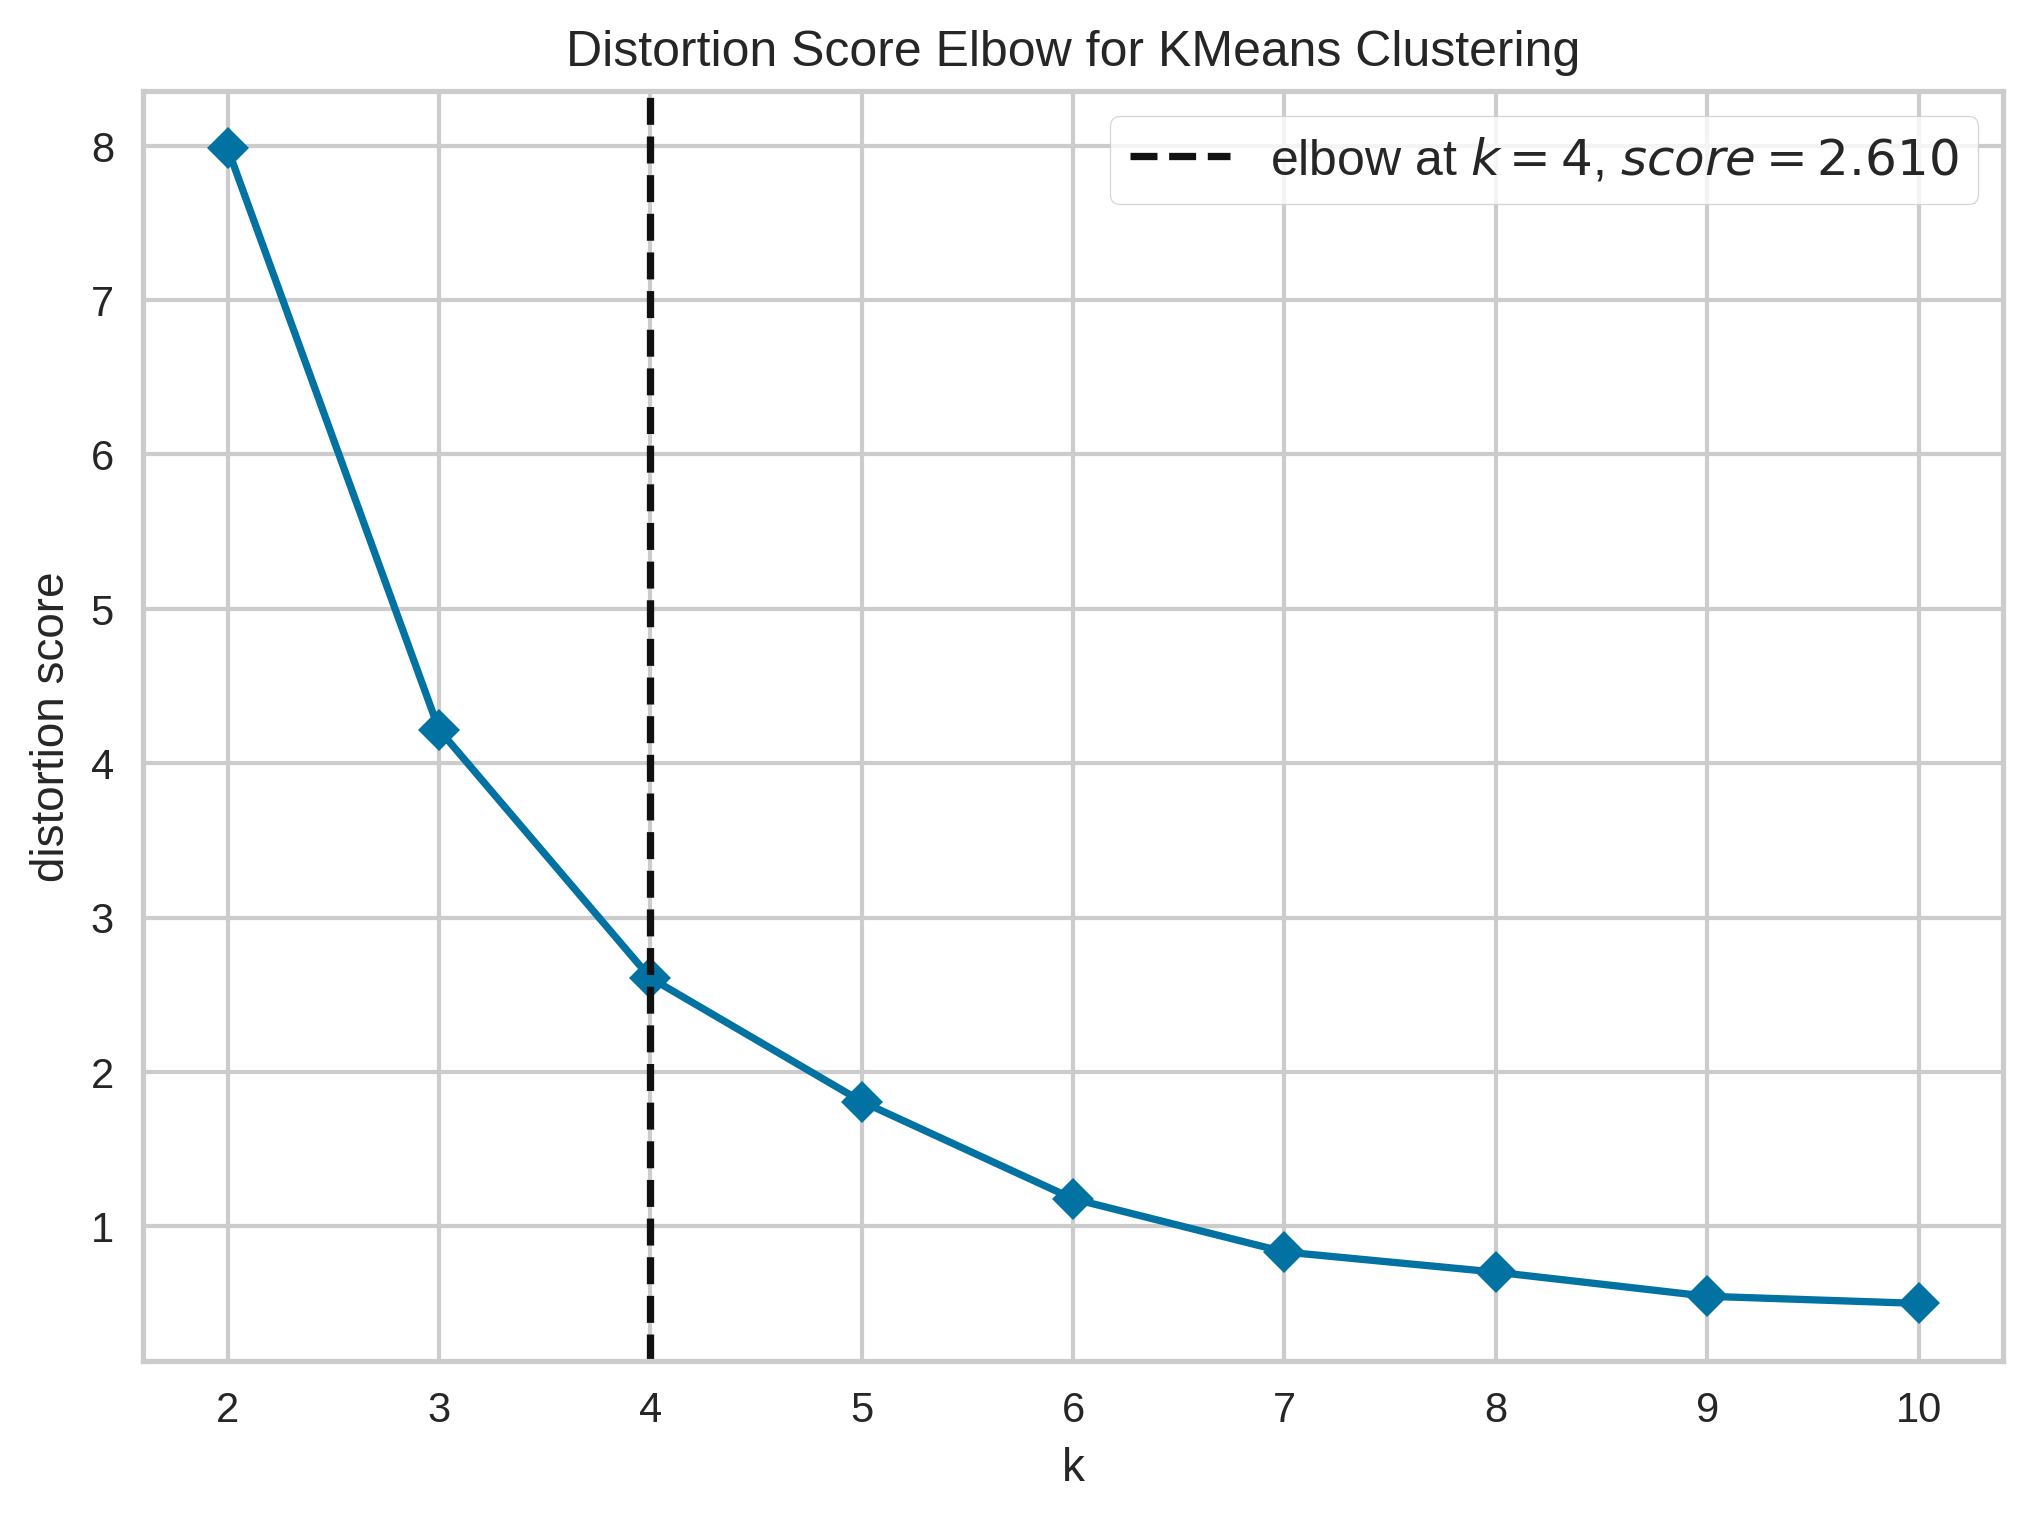 Distortion Score Elbow for KMeans Clustering
elbow at k = 4, score = 2.610
8
7
6
5
4
3
2
1
distortion score
2 3 4 5 6 7 8 9 10
k